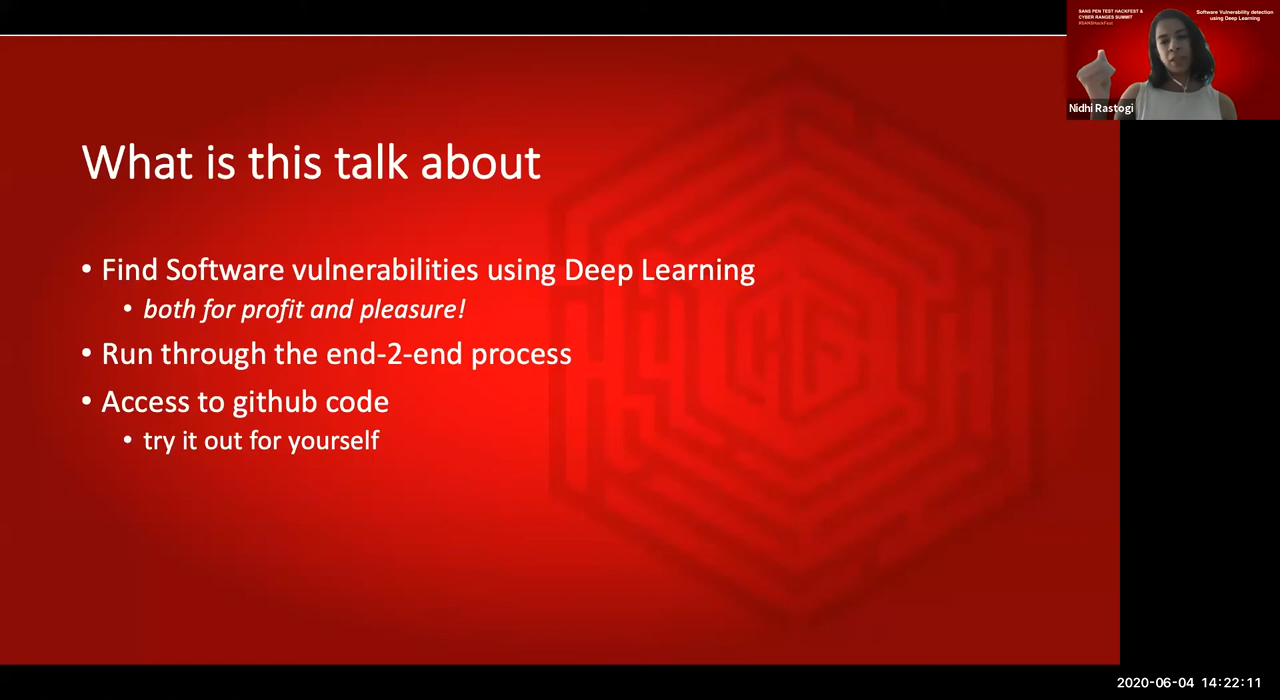 What is this talk about
• Find Software vulnerabilities using Deep Learning
• both for profit and pleasure!
• Run through the end-2-end process
• Access to github code
• try it out for yourself
SANS PEN TEST HACKFEST &
CYBER RANGES SUMMIT
#SANSHackFest
Software Vulnerability detection
using Deep Learning
Nidhi Rastogi
2020-06-04 14:22:11